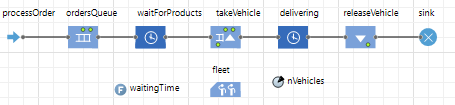 processOrder ordersQueue waitForProducts takeVehicle delivering releaseVehicle sink
fleet
F waitingTime nVehicles